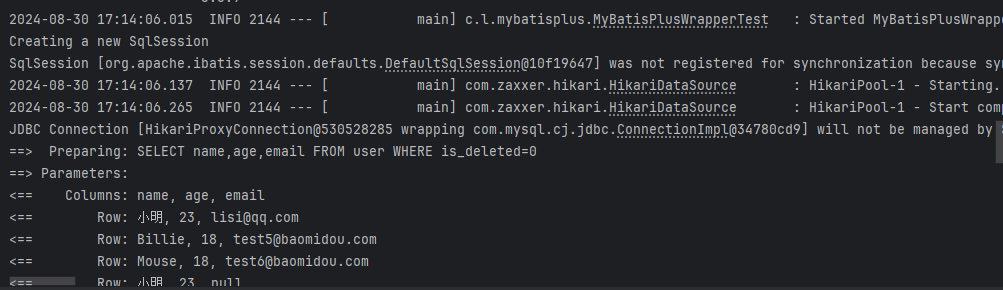 2024-08-30 17:14:06.015  INFO 2144 --- [           main] c.l.mybatisplus.MyBatisPlusWrapperTest   : Started MyBatisPlusWrappe
Creating a new SqlSession
SqlSession [org.apache.ibatis.session.defaults.DefaultSqlSession@10f19647] was not registered for synchronization because syn
2024-08-30 17:14:06.137  INFO 2144 --- [           main] com.zaxxer.hikari.HikariDataSource       : HikariPool-1 - Starting.
2024-08-30 17:14:06.265  INFO 2144 --- [           main] com.zaxxer.hikari.HikariDataSource       : HikariPool-1 - Start comp
JDBC Connection [HikariProxyConnection@530528285 wrapping com.mysql.cj.jdbc.ConnectionImpl@34780cd9] will not be managed by S
==>  Preparing: SELECT name,age,email FROM user WHERE is_deleted=0
==> Parameters:
<==    Columns: name, age, email
<==        Row: 小明, 23, lisi@qq.com
<==        Row: Billie, 18, test5@baomidou.com
<==        Row: Mouse, 18, test6@baomidou.com
<==        Row: 小明, 23, null